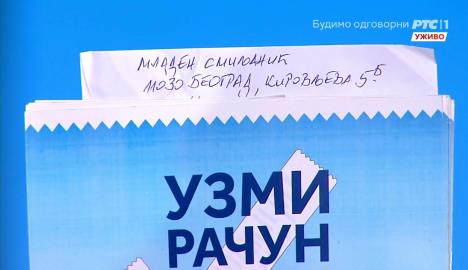 Будимо одговорни РТС 1
УЖИВО
МЛАДЕН
11030 БЕОГРАД, КИРОВЉЕВА 5Б
УЗМИ
РАЧУН